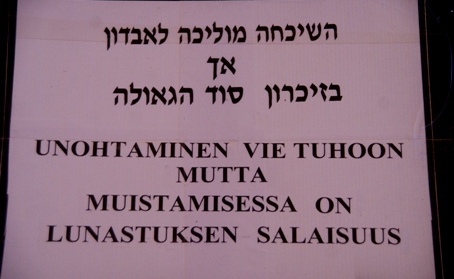 השיכחה מוליכה לאבדון
אך
בזיכרון סוד הגאולה
UNOHTAMINEN VIE TUHOON
MUTTA
MUISTAMISESSA ON
LUNASTUKSEN SALAISUUS